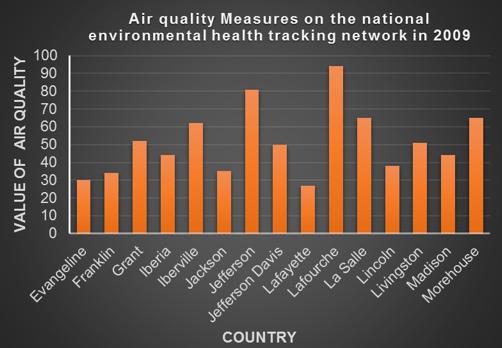 Air quality Measures on the national
environmental health tracking network in 2009
VALUE OF AIR QUALITY
100
90
80
70
60
50
40
30
20
10
0
Evangeline
Franklin
Grant
Iberia
Iberville
Jackson
Jefferson
Jefferson Davis
Lafayette
Lafourche
La Salle
Lincoln
Livingston
Madison
Morehouse
COUNTRY